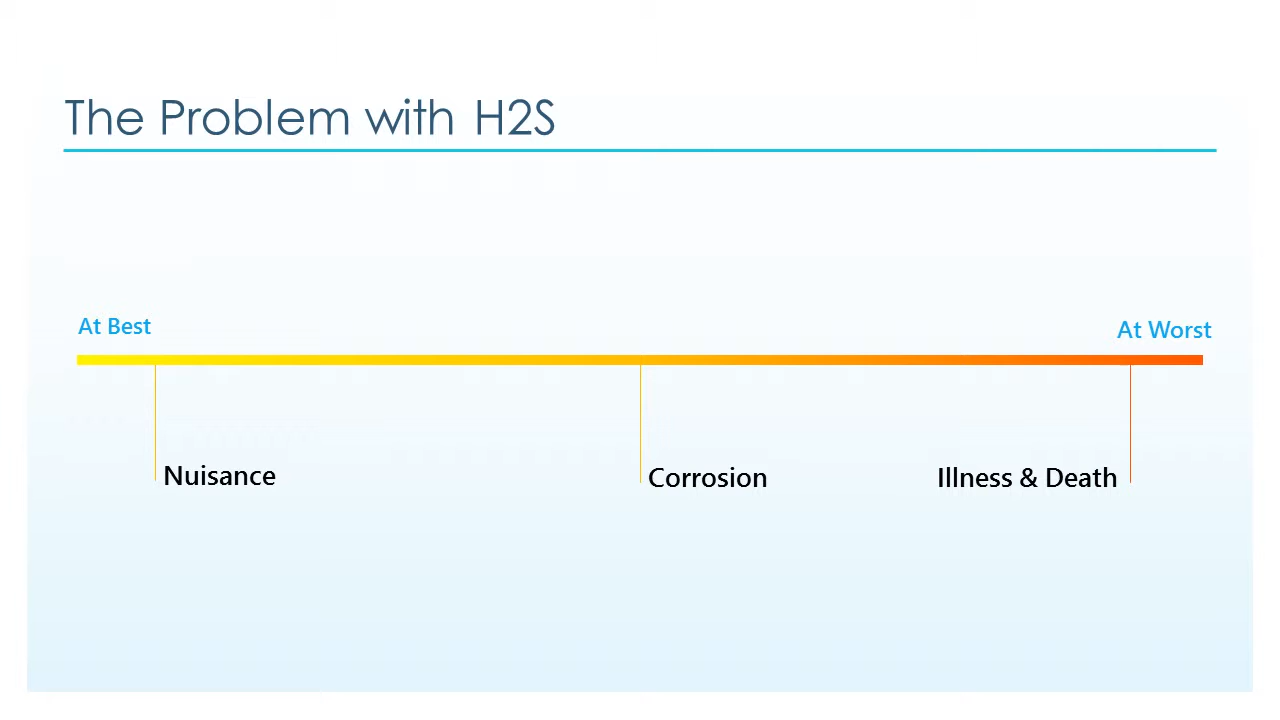 The Problem with H2S
At Best
At Worst
Nuisance
Corrosion
Illness & Death